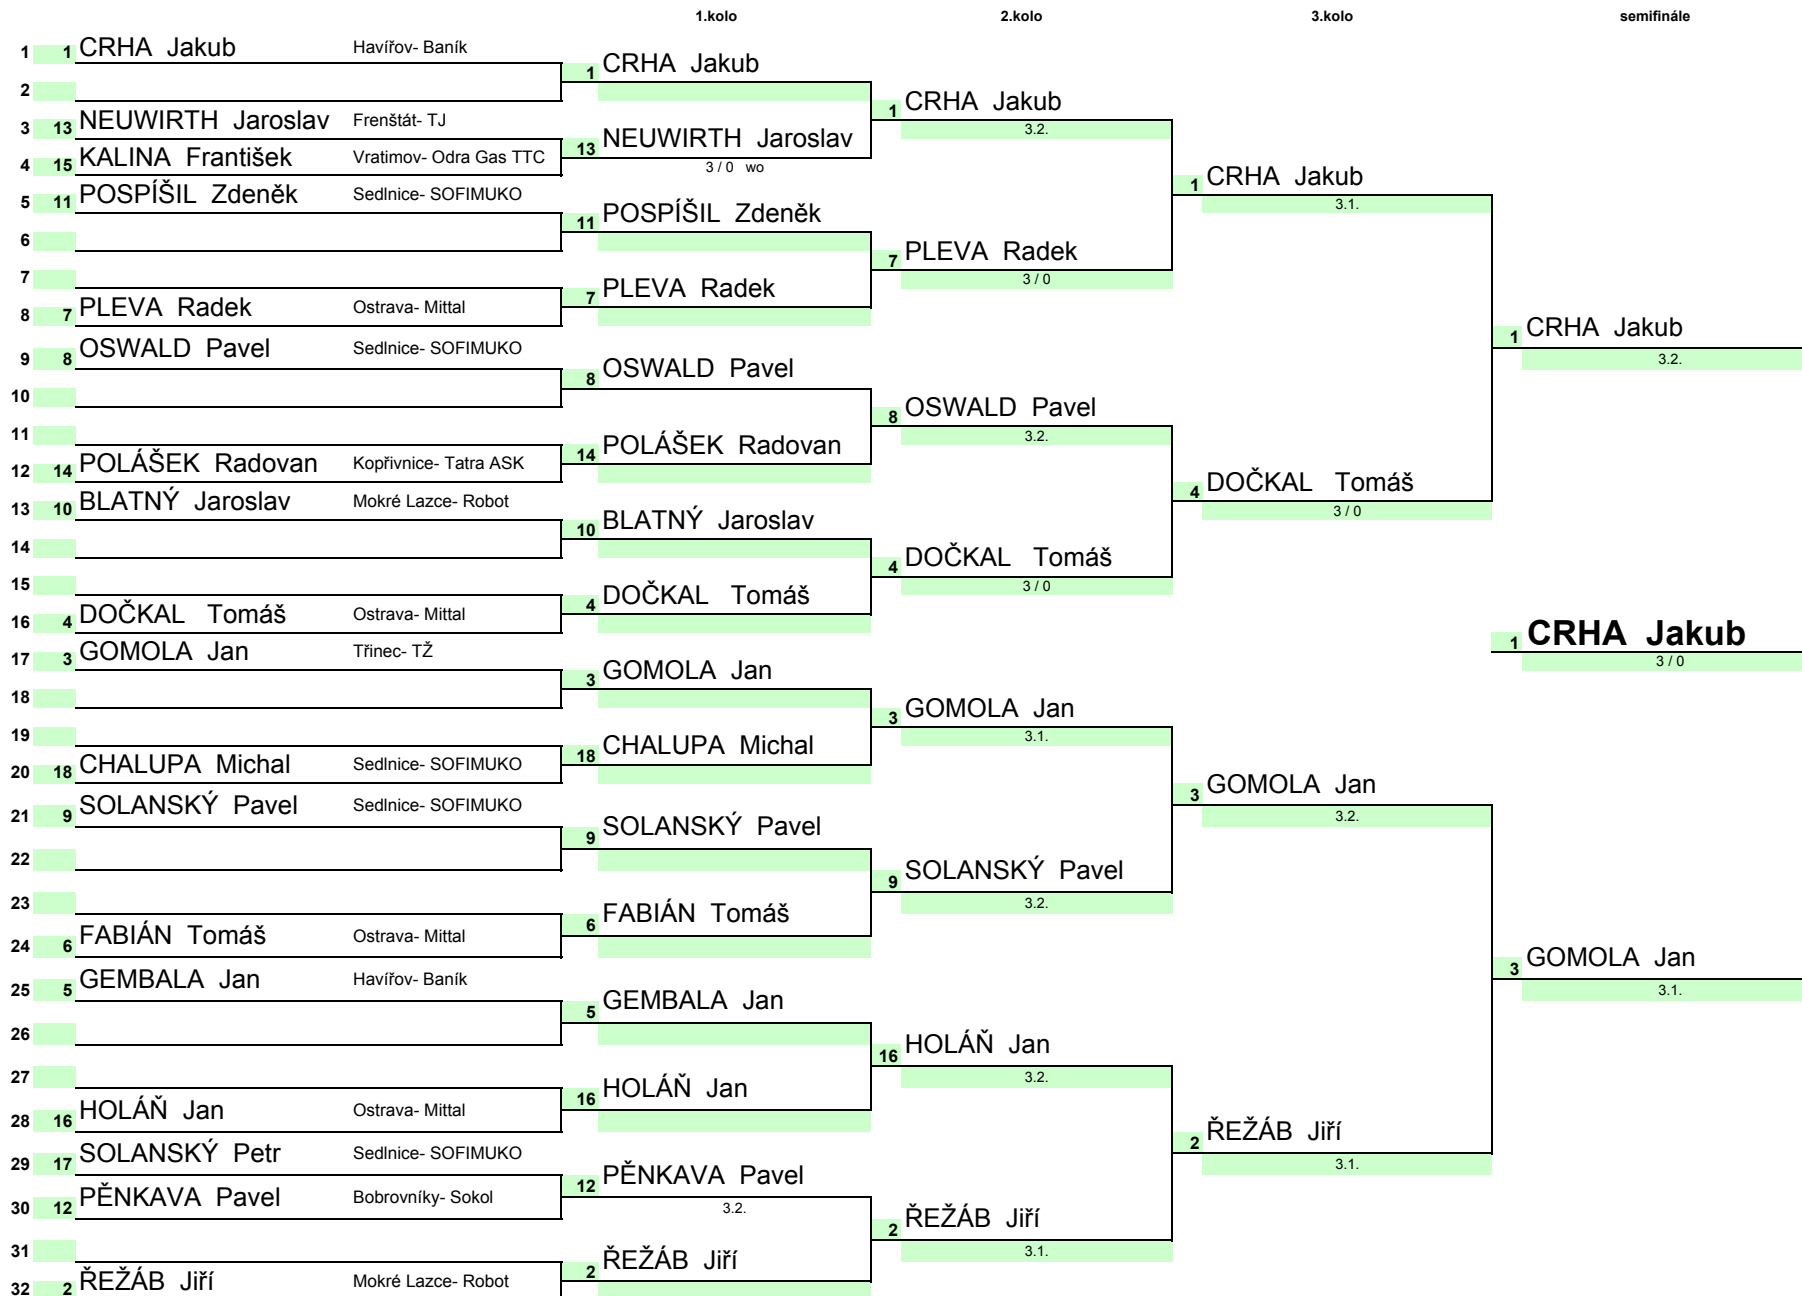 1.kolo 2.kolo 3.kolo semifinále
1 1 CRHA Jakub Havířov- Baník
1 CRHA Jakub
2
1 CRHA Jakub
3.2.
3 13 NEUWIRTH Jaroslav Frenštát- TJ
13 NEUWIRTH Jaroslav
3 / 0 wo
4 15 KALINA František Vratimov- Odra Gas TTC
1 CRHA Jakub
3.1.
5 11 POSPÍŠIL Zdeněk Sedlnice- SOFIMUKO
11 POSPÍŠIL Zdeněk
6
7 PLEVA Radek
3 / 0
7
7 PLEVA Radek
8 7 PLEVA Radek Ostrava- Mittal
1 CRHA Jakub
3.2.
9 8 OSWALD Pavel Sedlnice- SOFIMUKO
8 OSWALD Pavel
10
8 OSWALD Pavel
3.2.
11
14 POLÁŠEK Radovan
12 14 POLÁŠEK Radovan Kopřivnice- Tatra ASK
4 DOČKAL Tomáš
3 / 0
13 10 BLATNÝ Jaroslav Mokré Lazce- Robot
10 BLATNÝ Jaroslav
14
4 DOČKAL Tomáš
3 / 0
15
4 DOČKAL Tomáš
16 4 DOČKAL Tomáš Ostrava- Mittal
1 CRHA Jakub
3 / 0
17 3 GOMOLA Jan Třinec- TŽ
3 GOMOLA Jan
18
3 GOMOLA Jan
3.1.
19
18 CHALUPA Michal
20 18 CHALUPA Michal Sedlnice- SOFIMUKO
3 GOMOLA Jan
3.2.
21 9 SOLANSKÝ Pavel Sedlnice- SOFIMUKO
9 SOLANSKÝ Pavel
22
9 SOLANSKÝ Pavel
3.2.
23
6 FABIÁN Tomáš
24 6 FABIÁN Tomáš Ostrava- Mittal
3 GOMOLA Jan
3.1.
25 5 GEMBALA Jan Havířov- Baník
5 GEMBALA Jan
26
16 HOLÁŇ Jan
3.2.
27
16 HOLÁŇ Jan
28 16 HOLÁŇ Jan Ostrava- Mittal
2 ŘEŽÁB Jiří
3.1.
29 17 SOLANSKÝ Petr Sedlnice- SOFIMUKO
12 PĚNKAVA Pavel
3.2.
30 12 PĚNKAVA Pavel Bobrovníky- Sokol
2 ŘEŽÁB Jiří
3.1.
31
2 ŘEŽÁB Jiří
32 2 ŘEŽÁB Jiří Mokré Lazce- Robot